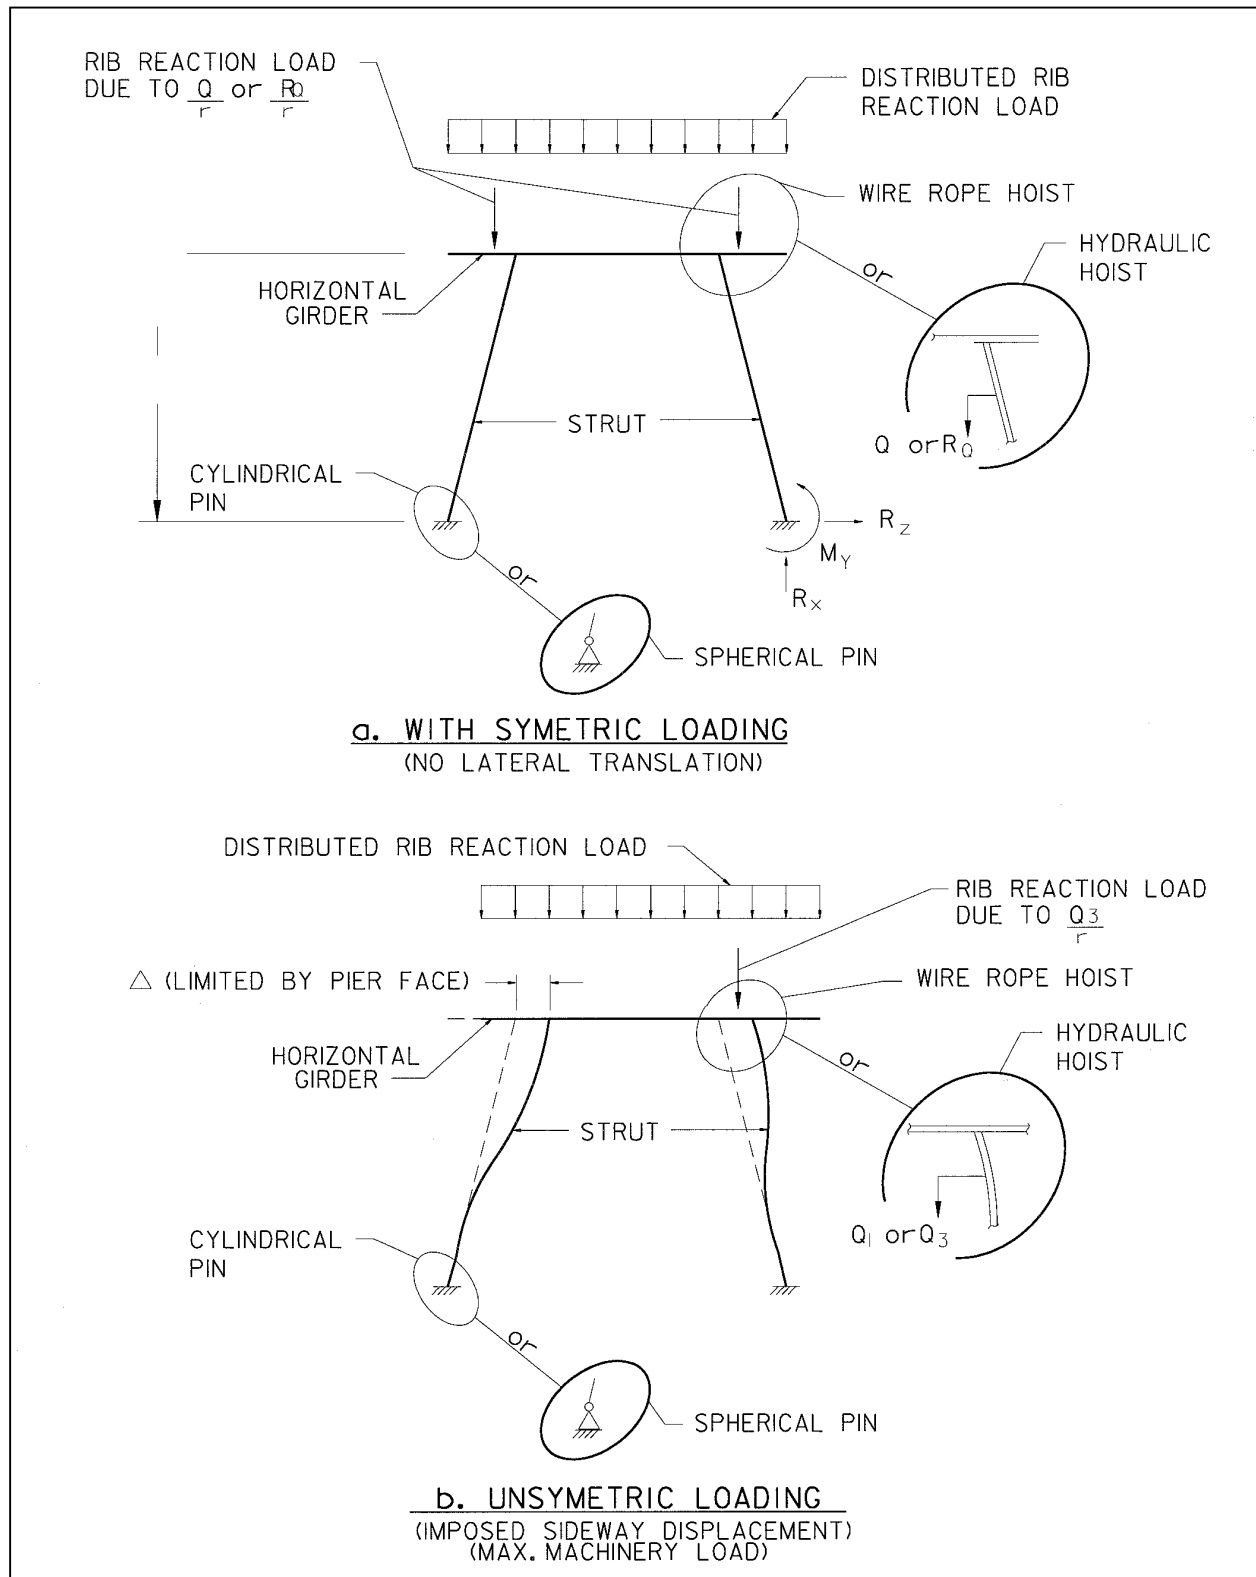 RIB REACTION LOAD
DUE TO Q/r or RQ/r
DISTRIBUTED RIB
REACTION LOAD
WIRE ROPE HOIST
HYDRAULIC
HOIST
or
HORIZONTAL
GIRDER
STRUT
Q or RQ
CYLINDRICAL
PIN
RZ
MY
RX
or
SPHERICAL PIN
a. WITH SYMETRIC LOADING
(NO LATERAL TRANSLATION)
DISTRIBUTED RIB REACTION LOAD
RIB REACTION LOAD
DUE TO Q3/r
△ (LIMITED BY PIER FACE)
WIRE ROPE HOIST
HYDRAULIC
HOIST
or
HORIZONTAL
GIRDER
STRUT
Q1 or Q3
CYLINDRICAL
PIN
or
SPHERICAL PIN
b. UNSYMETRIC LOADING
(IMPOSED SIDEWAY DISPLACEMENT)
(MAX. MACHINERY LOAD)